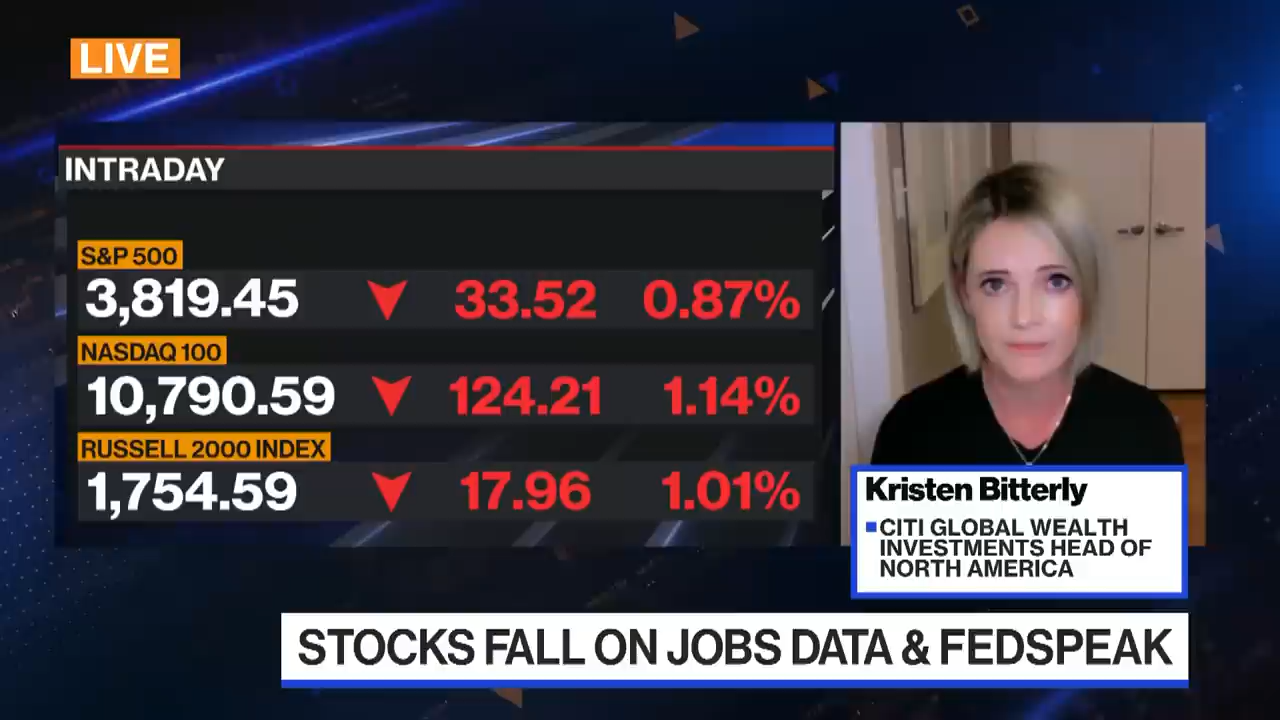 LIVE
INTRADAY
S&P 500
3,819.45 ▼ 33.52 0.87%
NASDAQ 100
10,790.59 ▼ 124.21 1.14%
RUSSELL 2000 INDEX
1,754.59 ▼ 17.96 1.01%
Kristen Bitterly
CITI GLOBAL WEALTH
INVESTMENTS HEAD OF
NORTH AMERICA
STOCKS FALL ON JOBS DATA & FEDSPEAK